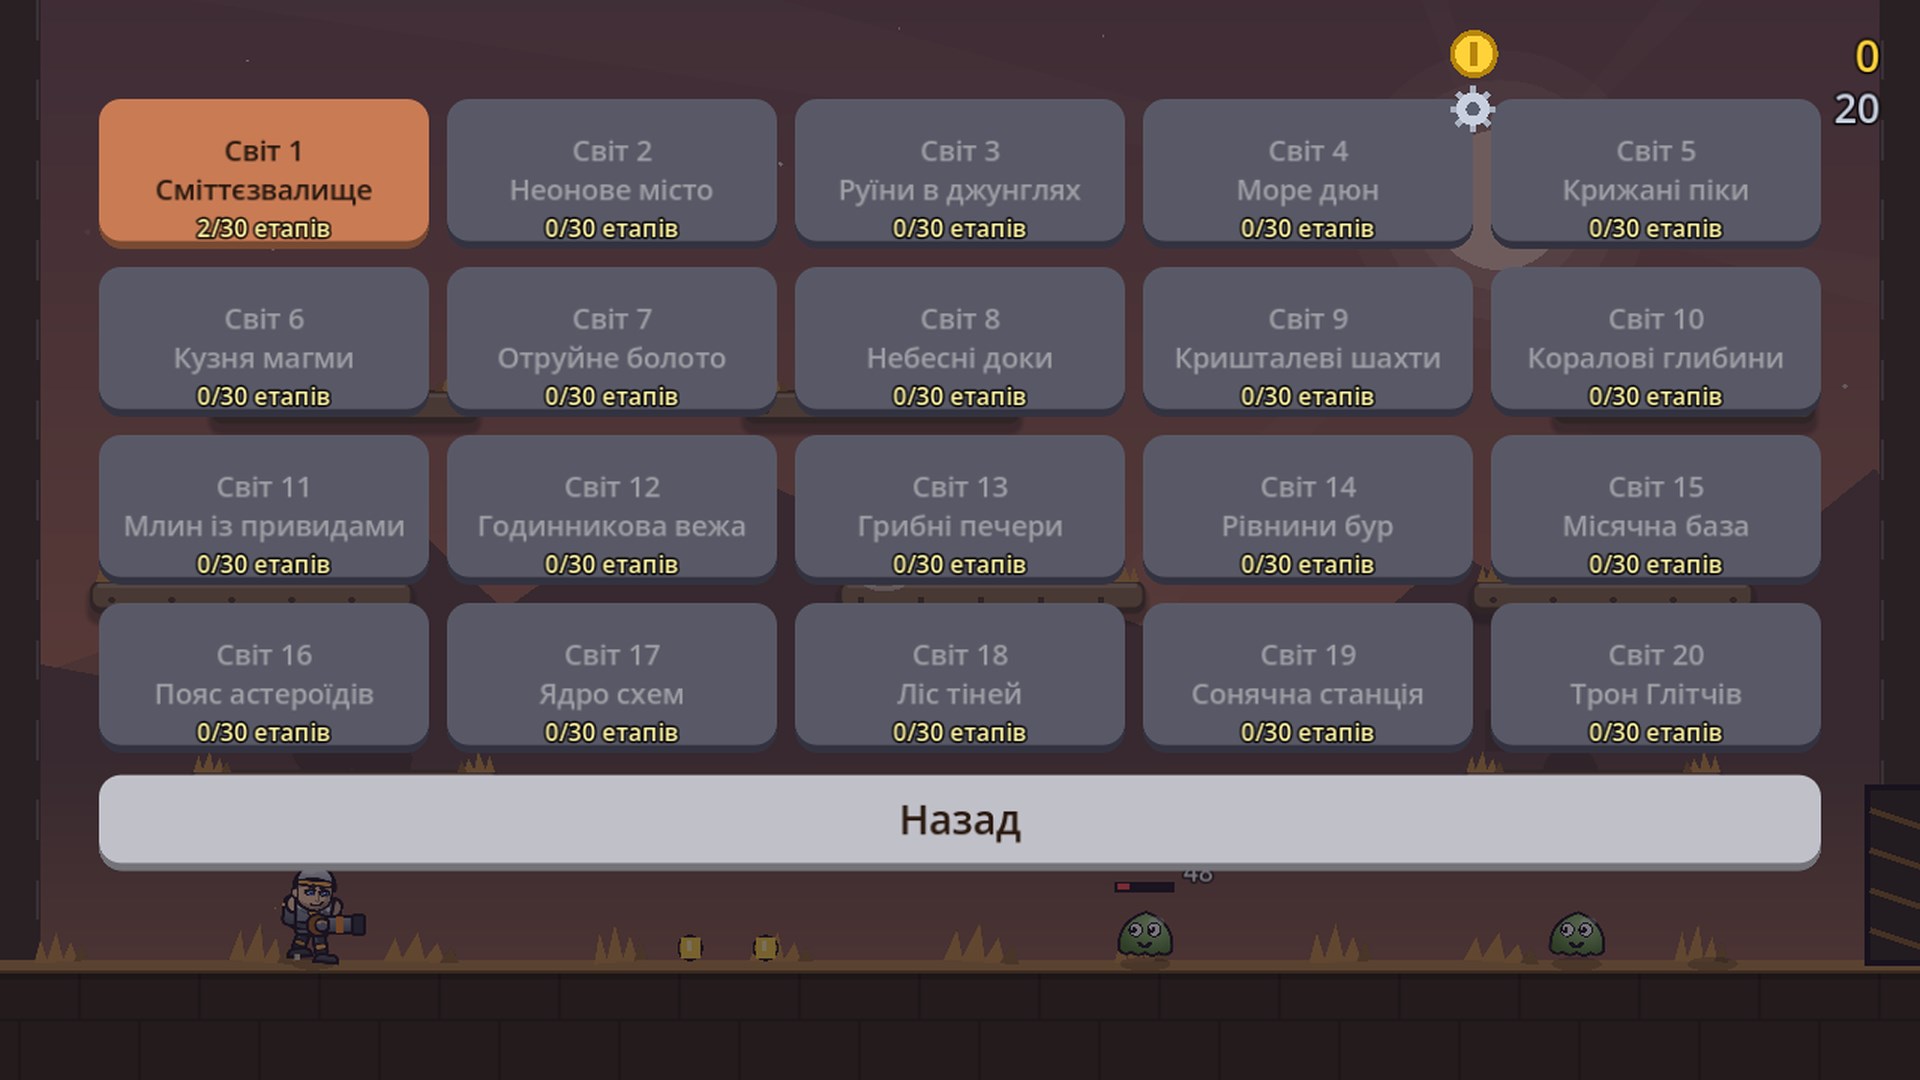 0
20
Світ 1
Сміттєзвалище
2/30 етапів
Світ 2
Неонове місто
0/30 етапів
Світ 3
Руїни в джунглях
0/30 етапів
Світ 4
Море дюн
0/30 етапів
Світ 5
Крижані піки
0/30 етапів
Світ 6
Кузня магми
0/30 етапів
Світ 7
Отруйне болото
0/30 етапів
Світ 8
Небесні доки
0/30 етапів
Світ 9
Кришталеві шахти
0/30 етапів
Світ 10
Коралові глибини
0/30 етапів
Світ 11
Млин із привидами
0/30 етапів
Світ 12
Годинникова вежа
0/30 етапів
Світ 13
Грибні печери
0/30 етапів
Світ 14
Рівнини бур
0/30 етапів
Світ 15
Місячна база
0/30 етапів
Світ 16
Пояс астероїдів
0/30 етапів
Світ 17
Ядро схем
0/30 етапів
Світ 18
Ліс тіней
0/30 етапів
Світ 19
Сонячна станція
0/30 етапів
Світ 20
Трон Глітчів
0/30 етапів
Назад